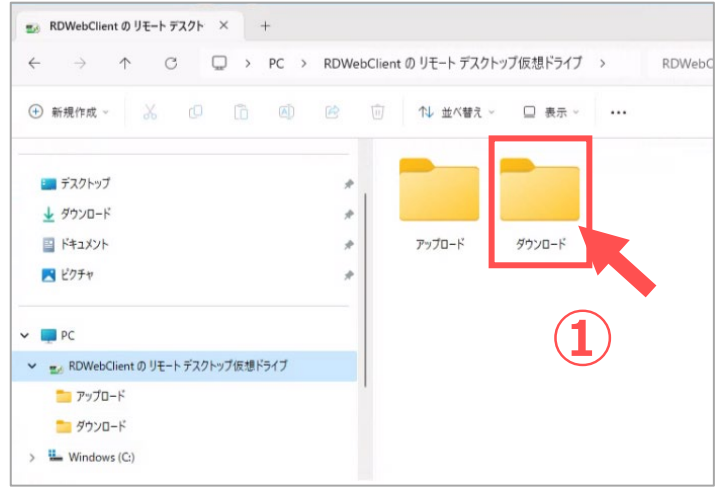 RDWebClient の リモート デスクト × +
PC > RDWebClient の リモート デスクトップ仮想ドライブ > RDWebC
新規作成 並べ替え 表示 •••
デスクトップ
ダウンロード
ドキュメント
ピクチャ
PC
RDWebClient の リモート デスクトップ仮想ドライブ
アップロード
ダウンロード
Windows (C:)
アップロード ダウンロード
①